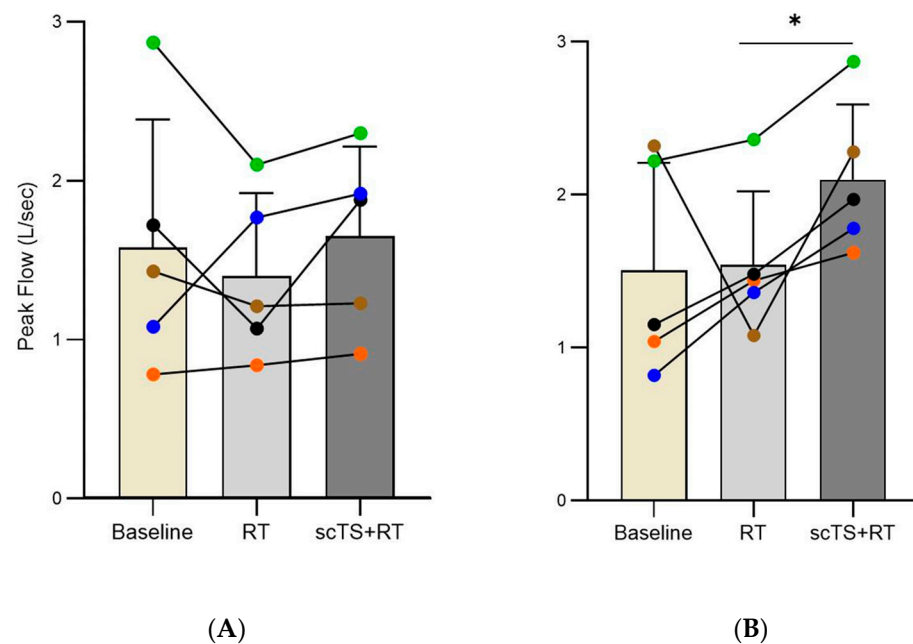 3
2
1
0
Peak Flow (L/sec)
Baseline RT scTS+RT
(A)
*
3
2
1
0
Baseline RT scTS+RT
(B)